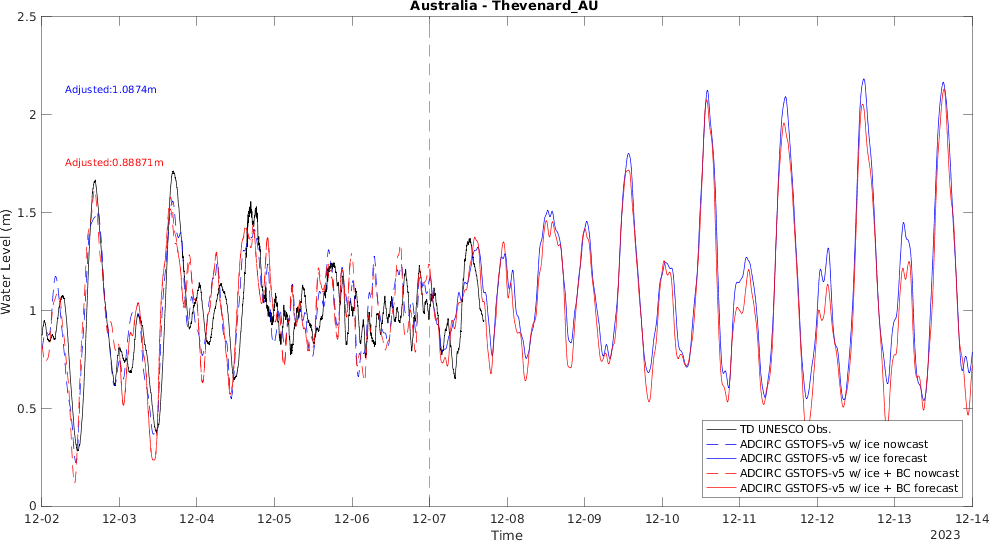 Australia - Thevenard_AU
2.5
2
1.5
1
0.5
0
Water Level (m)
Adjusted:1.0874m
Adjusted:0.88871m
TD UNESCO Obs.
ADCIRC GSTOFS-v5 w/ ice nowcast
ADCIRC GSTOFS-v5 w/ ice forecast
ADCIRC GSTOFS-v5 w/ ice + BC nowcast
ADCIRC GSTOFS-v5 w/ ice + BC forecast
12-02 12-03 12-04 12-05 12-06 12-07 12-08 12-09 12-10 12-11 12-12 12-13 12-14
Time
2023